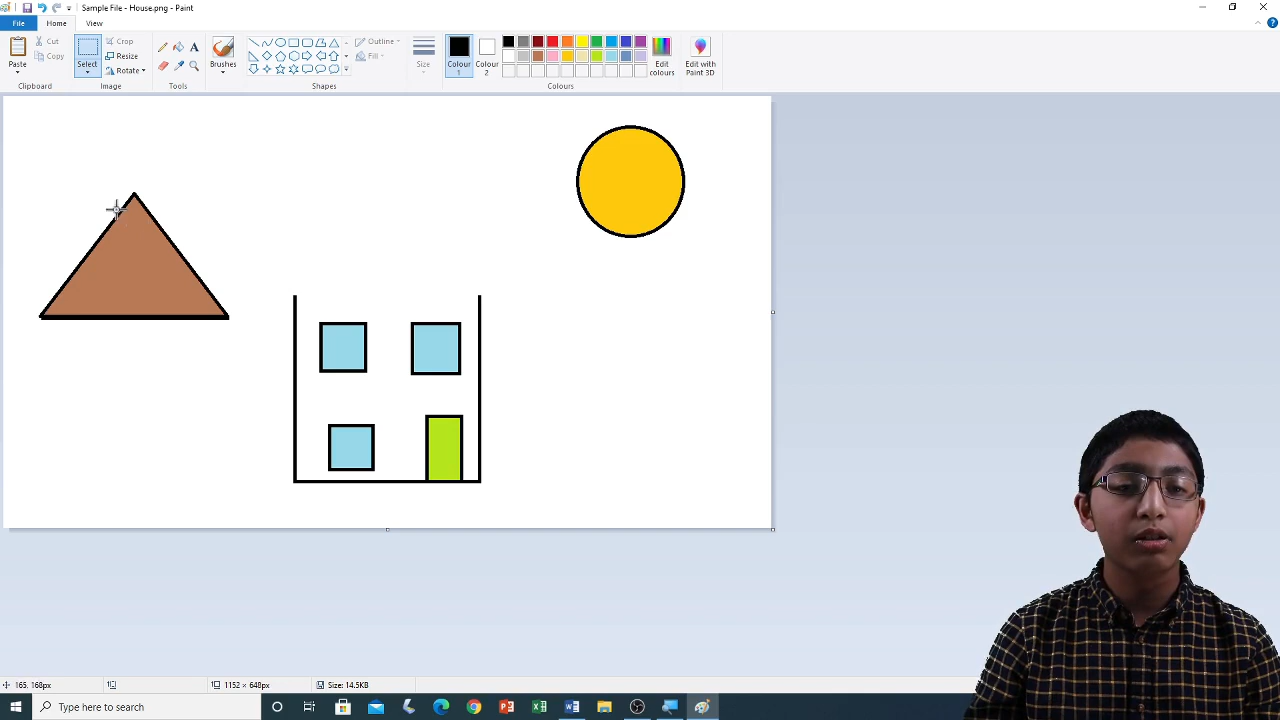 Sample File - House.png - Paint
File Home View
Paste
Cut
Copy
Clipboard
Select
Crop
Resize
Rotate
Image
A
Tools
Brushes
Outline
Fill
Shapes
Size
Colour 1
Colour 2
Edit colours
Edit with Paint 3D
Colours
165, 168px
1152 × 648px
Size: 14.5KB
Type here to search